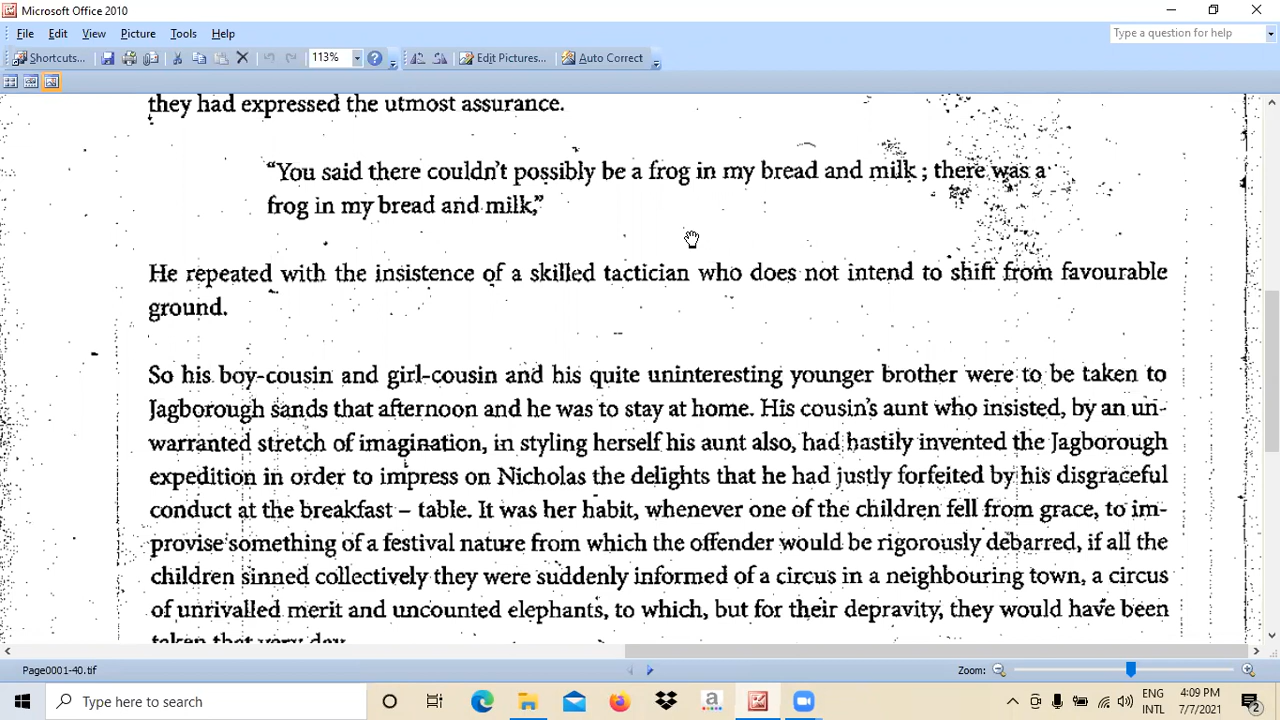 Microsoft Office 2010
File Edit View Picture Tools Help
Type a question for help
Shortcuts... 113% Edit Pictures... Auto Correct
they had expressed the utmost assurance.
“You said there couldn’t possibly be a frog in my bread and milk ; there was a
frog in my bread and milk,”
He repeated with the insistence of a skilled tactician who does not intend to shift from favourable
ground.
So his boy-cousin and girl-cousin and his quite uninteresting younger brother were to be taken to
Jagborough sands that afternoon and he was to stay at home. His cousin’s aunt who insisted, by an un-
warranted stretch of imagination, in styling herself his aunt also, had hastily invented the Jagborough
expedition in order to impress on Nicholas the delights that he had justly forfeited by his disgraceful
conduct at the breakfast – table. It was her habit, whenever one of the children fell from grace, to im-
provise something of a festival nature from which the offender would be rigorously debarred, if all the
children sinned collectively they were suddenly informed of a circus in a neighbouring town, a circus
of unrivalled merit and uncounted elephants, to which, but for their depravity, they would have been
taken that very day.
Page0001-40.tif Zoom:
Type here to search ENG 4:09 PM
INTL 7/7/2021 2